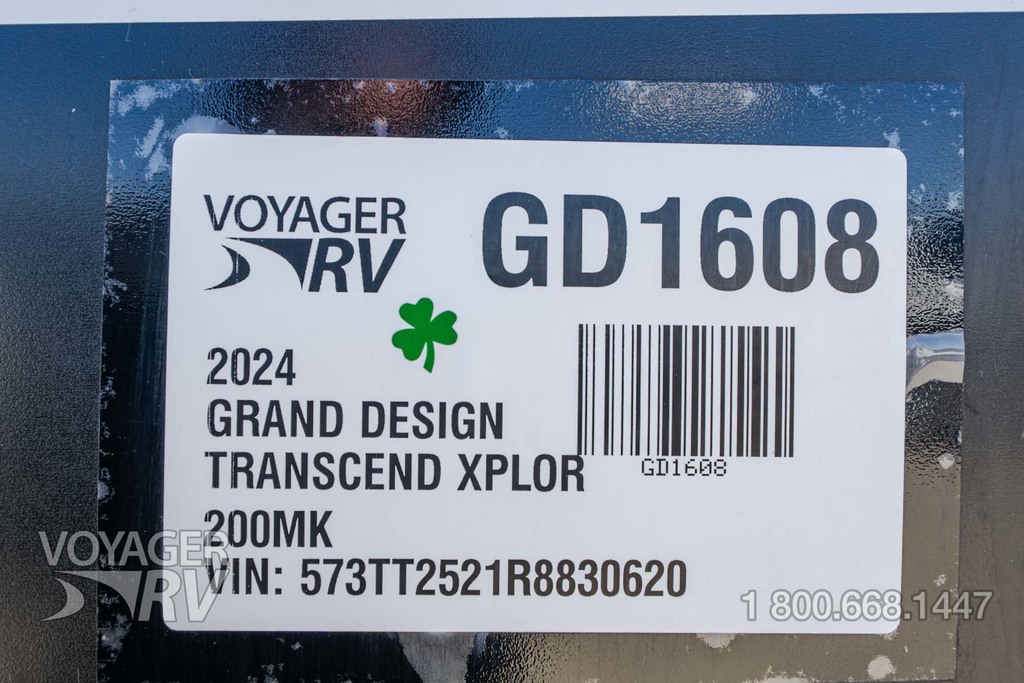 VOYAGER
RV
GD1608
2024
GRAND DESIGN
TRANSCEND XPLOR
200MK
VIN: 573TT2521R8830620
GD1608
VOYAGER
RV
1 800.668.1447